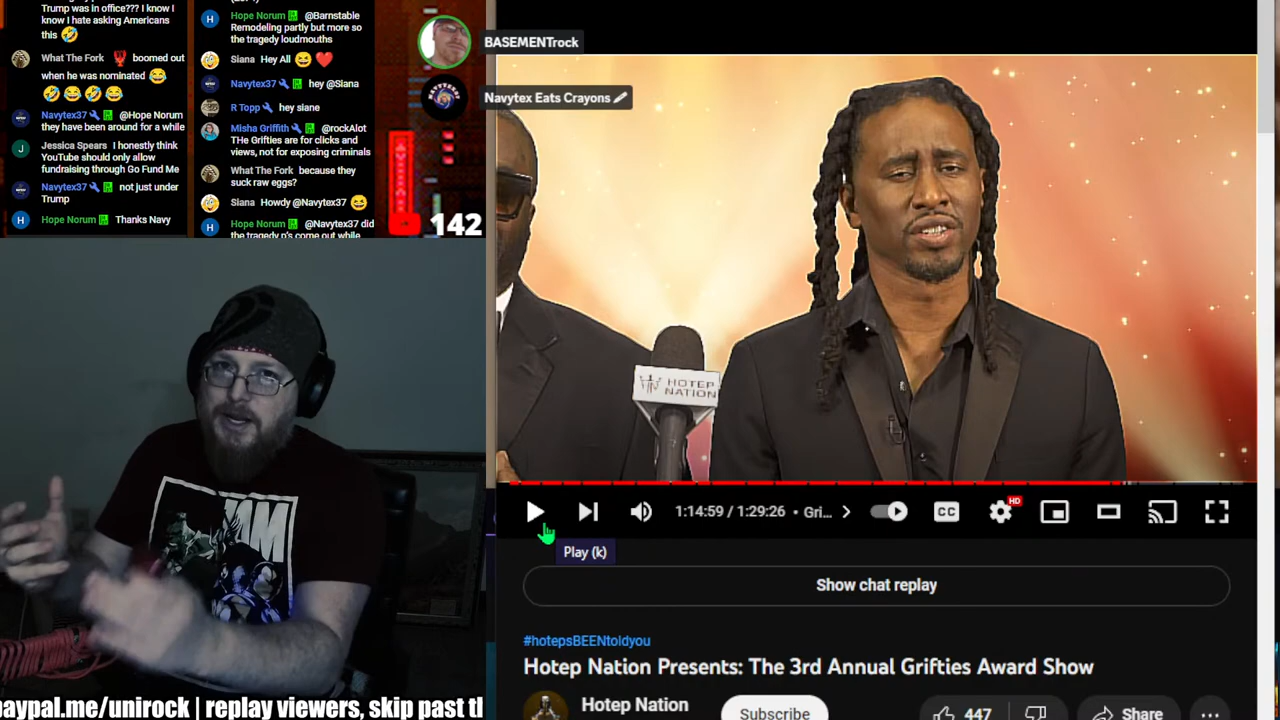 Trump was in office??? I know I
know I hate asking Americans
this
What The Fork boomed out
when he was nominated
Navytex37 @Hope Norum
they have been around for a while
Jessica Spears I honestly think
YouTube should only allow
fundraising through Go Fund Me
Navytex37 not just under
Trump
Hope Norum Thanks Navy
Hope Norum @Barnstable
Remodeling partly but more so
the tragedy loudmouths
Siana Hey All
Navytex37 hey @Siana
R Topp hey siane
Misha Griffith @rockAlot
THe Grifties are for clicks and
views, not for exposing criminals
What The Fork because they
suck raw eggs?
Siana Howdy @Navytex37
Hope Norum @Navytex37 did
the tragedy p's come out while
142
BASEMENTrock
Navytex Eats Crayons
HOTEP
NATION
JAM
1:14:59 / 1:29:26 • Gri...
CC
HD
Play (k)
Show chat replay
#hotepsBEENtoldyou
Hotep Nation Presents: The 3rd Annual Grifties Award Show
Hotep Nation
Subscribe
447
Share
paypal.me/unirock | replay viewers, skip past tl